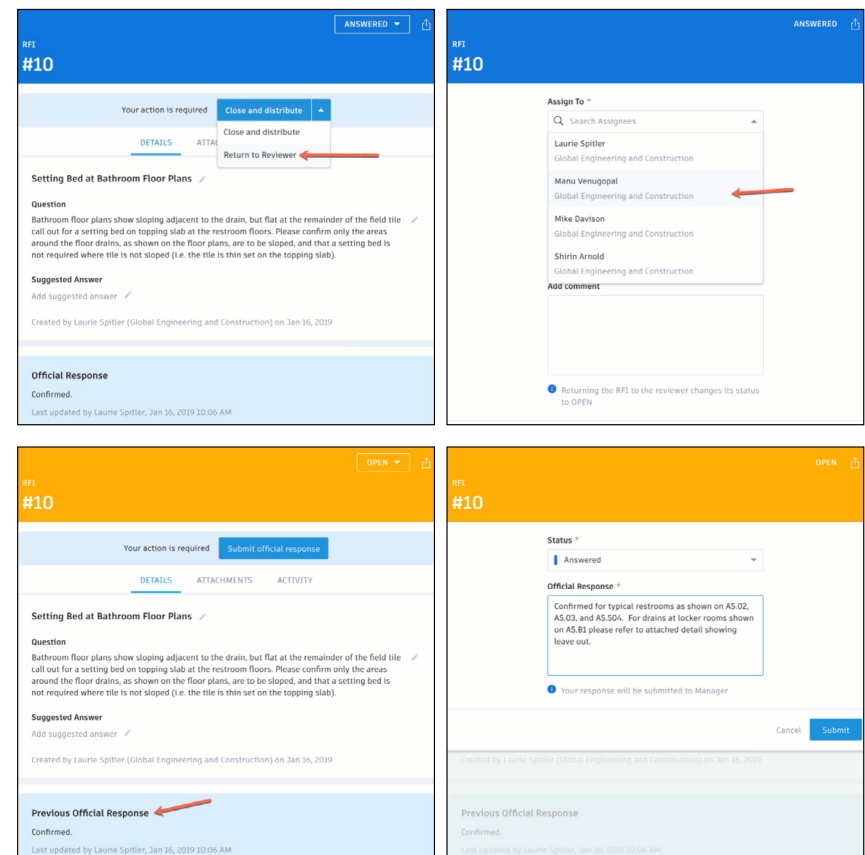 ANSWERED
RFI
#10
Your action is required Close and distribute
Close and distribute
Return to Reviewer
DETAILS ATTA
Setting Bed at Bathroom Floor Plans
Question
Bathroom floor plans show sloping adjacent to the drain, but flat at the remainder of the field tile
call out for a setting bed on topping slab at the restroom floors. Please confirm only the areas
around the floor drains, as shown on the floor plans, are to be sloped, and that a setting bed is
not required where tile is not sloped (i.e. the tile is thin set on the topping slab).
Suggested Answer
Add suggested answer
Created by Laurie Spitler (Global Engineering and Construction) on Jan 16, 2019
Official Response
Confirmed.
Last updated by Laurie Spitler, Jan 16, 2019 10:06 AM
ANSWERED
RFI
#10
Assign To *
Search Assignees
Laurie Spitler
Global Engineering and Construction
Manu Venugopal
Global Engineering and Construction
Mike Davison
Global Engineering and Construction
Shirin Arnold
Global Engineering and Construction
Add comment
Returning the RFI to the reviewer changes its status
to OPEN
OPEN
RFI
#10
Your action is required Submit official response
DETAILS ATTACHMENTS ACTIVITY
Setting Bed at Bathroom Floor Plans
Question
Bathroom floor plans show sloping adjacent to the drain, but flat at the remainder of the field tile
call out for a setting bed on topping slab at the restroom floors. Please confirm only the areas
around the floor drains, as shown on the floor plans, are to be sloped, and that a setting bed is
not required where tile is not sloped (i.e. the tile is thin set on the topping slab).
Suggested Answer
Add suggested answer
Created by Laurie Spitler (Global Engineering and Construction) on Jan 16, 2019
Previous Official Response
Confirmed.
Last updated by Laurie Spitler, Jan 16, 2019 10:06 AM
OPEN
RFI
#10
Status *
Answered
Official Response *
Confirmed for typical restrooms as shown on A5.02,
A5.03, and A5.504. For drains at locker rooms shown
on A5.B1 please refer to attached detail showing
leave out.
Your response will be submitted to Manager
Cancel Submit
Created by Laurie Spitler (Global Engineering and Construction) on Jan 16, 2019
Previous Official Response
Confirmed.
Last updated by Laurie Spitler, Jan 16, 2019 10:06 AM